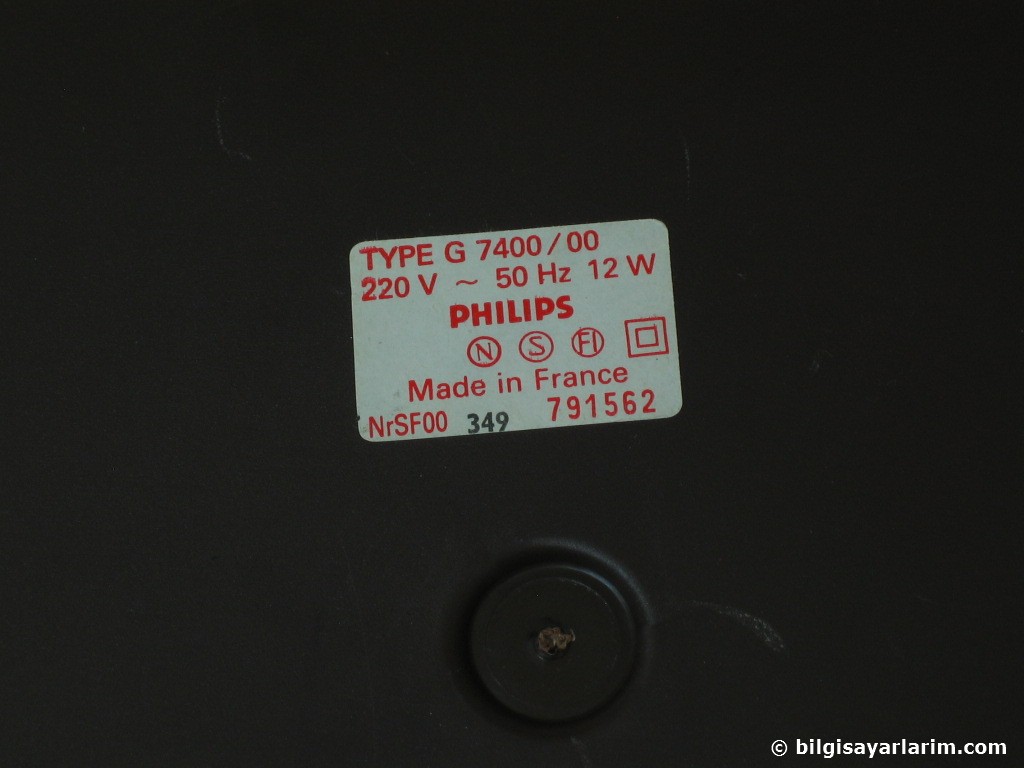 TYPE G 7400/00
220 V ~ 50 Hz 12 W
PHILIPS
N S FI
Made in France
NrSF00 349 791562
© bilgisayarlarim.com